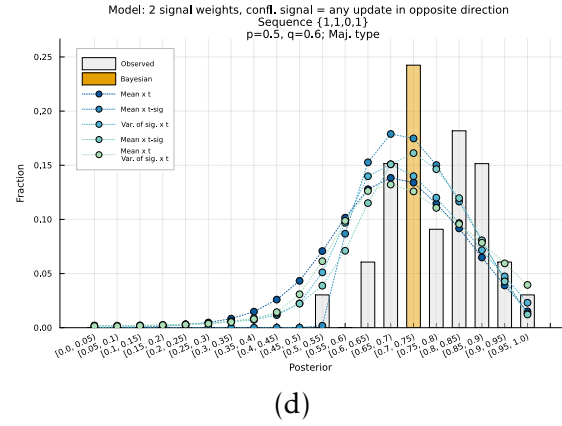 Model: 2 signal weights, confl. signal = any update in opposite direction
Sequence {1,1,0,1}
p=0.5, q=0.6; Maj. type
0.25
0.20
0.15
0.10
0.05
0.00
Fraction
Observed
Bayesian
Mean x t
Mean x t-sig
Var. of sig. x t
Mean x t-sig
Mean x t
Var. of sig. x t
[0.0, 0.05)
[0.05, 0.1)
[0.1, 0.15)
[0.15, 0.2)
[0.2, 0.25)
[0.25, 0.3)
[0.3, 0.35)
[0.35, 0.4)
[0.4, 0.45)
[0.45, 0.5)
[0.5, 0.55)
[0.55, 0.6)
[0.6, 0.65)
[0.65, 0.7)
[0.7, 0.75)
[0.75, 0.8)
[0.8, 0.85)
[0.85, 0.9)
[0.9, 0.95)
[0.95, 1.0)
Posterior
(d)